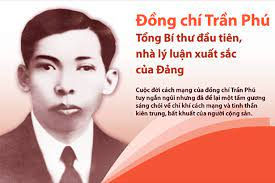 Đồng chí Trần Phú
Tổng Bí thư đầu tiên,
nhà lý luận xuất sắc
của Đảng
Cuộc đời cách mạng của đồng chí Trần Phú
tuy ngắn ngủi nhưng đã để lại một tấm gương
sáng chói về chí khí cách mạng và tinh thần
kiên trung, bất khuất của người cộng sản.